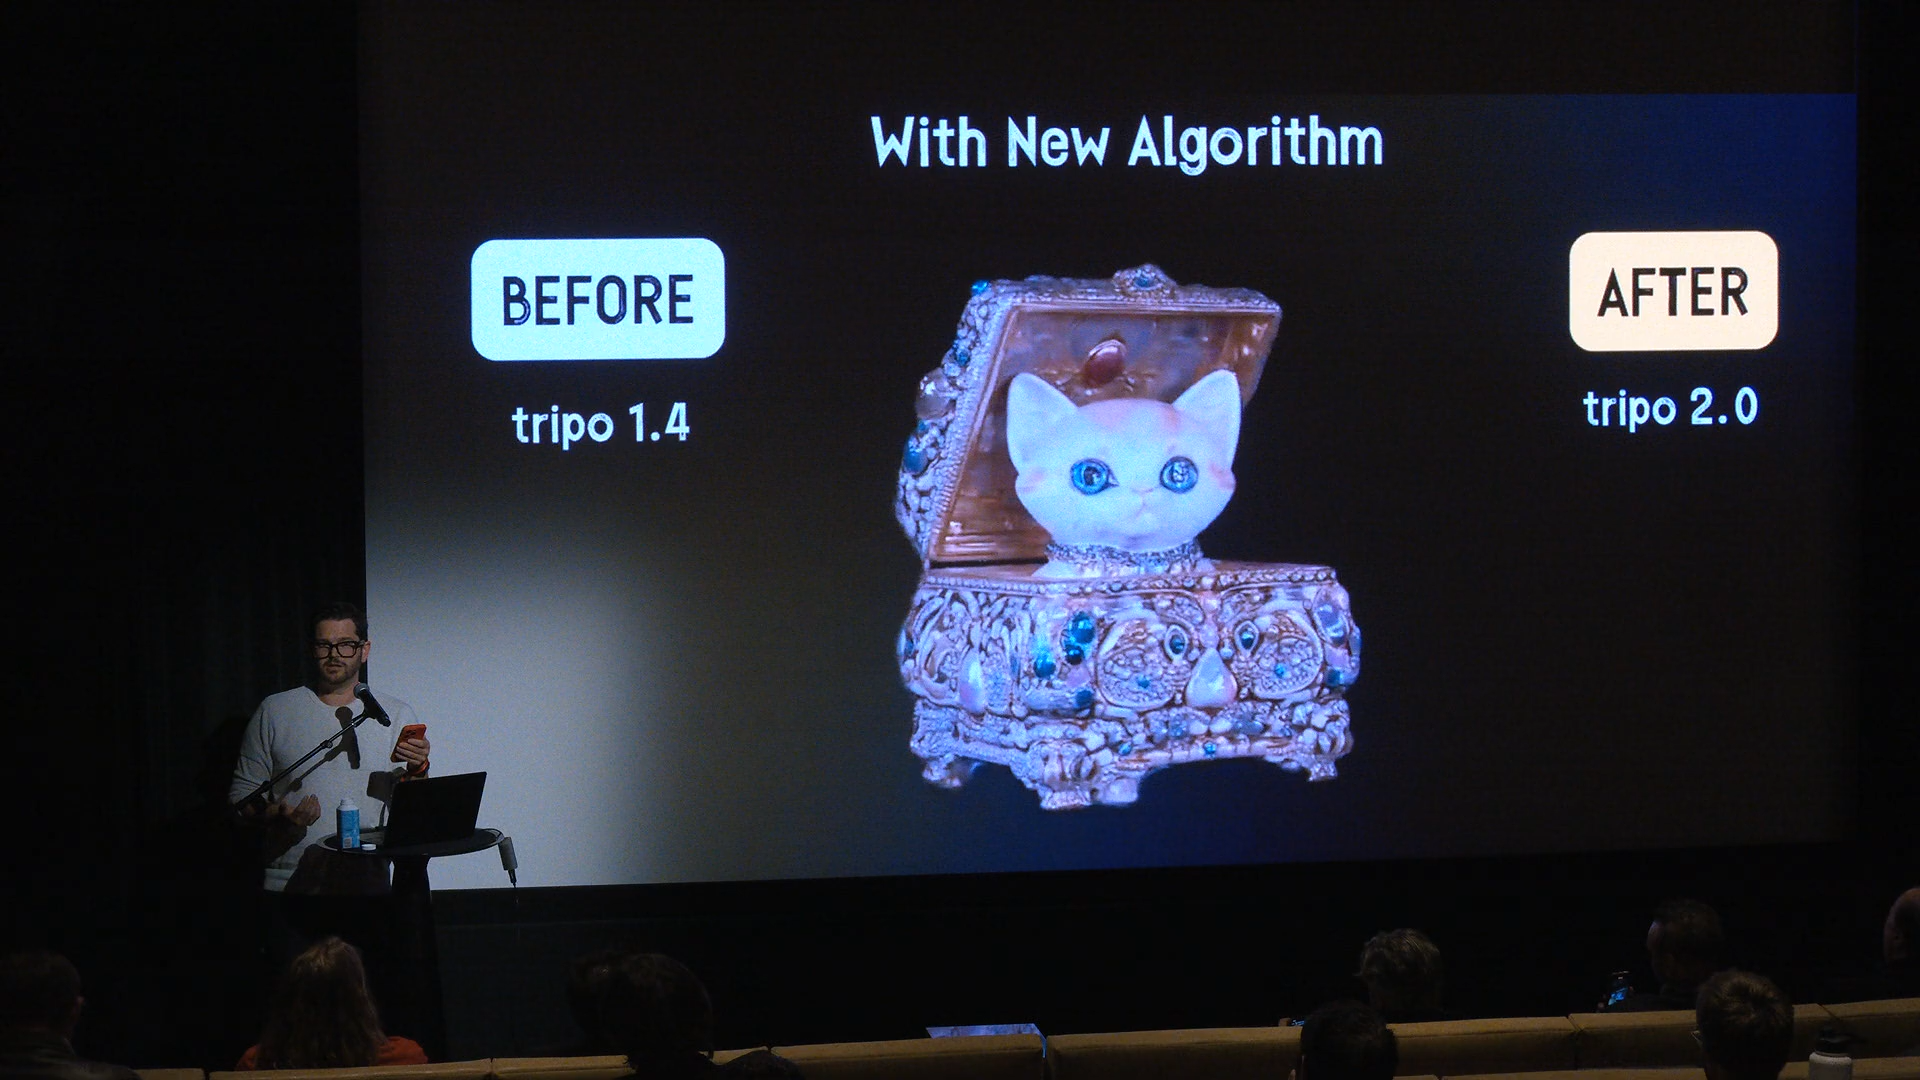 With New Algorithm
BEFORE
AFTER
tripo 1.4
tripo 2.0